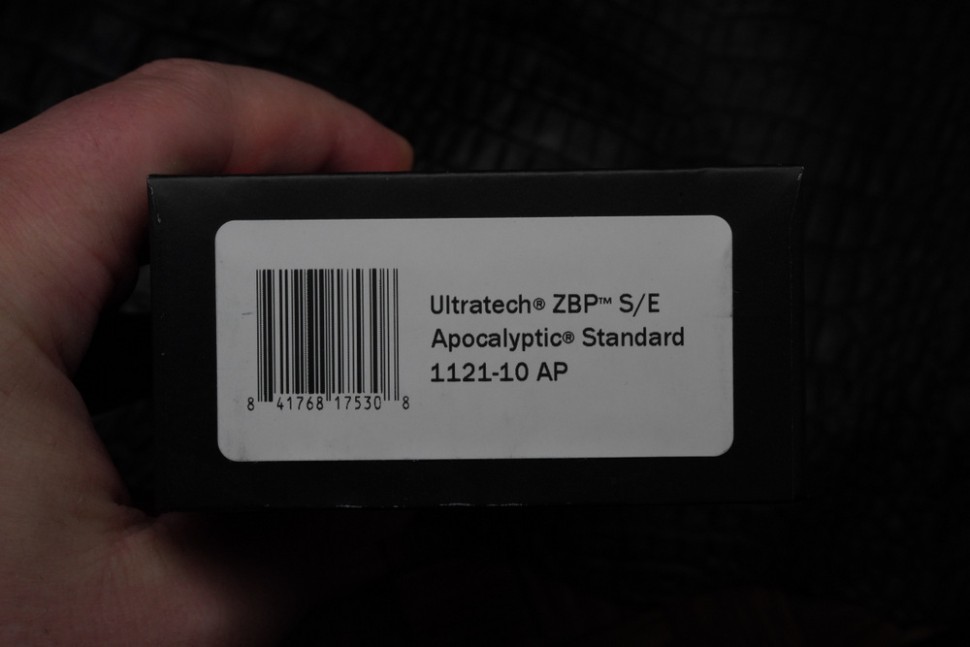 Ultratech® ZBP™ S/E
Apocalyptic® Standard
1121-10 AP
8 41768 17530 8